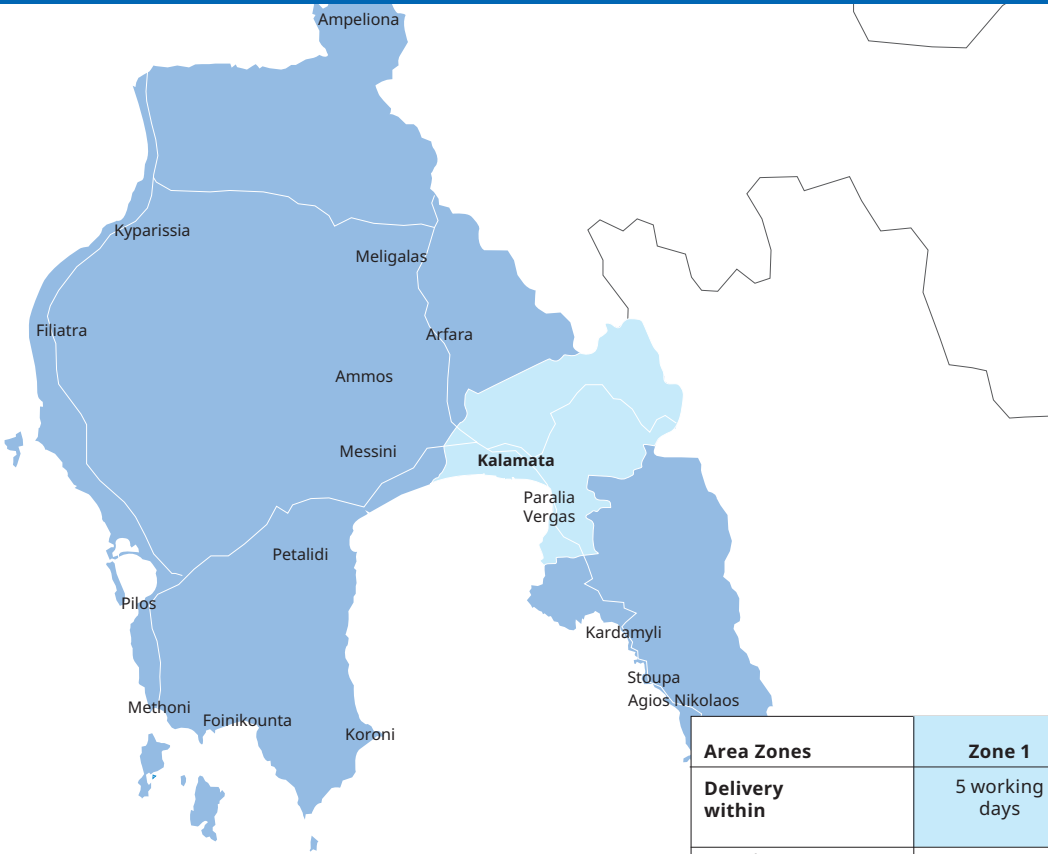 Ampeliona
Kyparissia
Meligalas
Filiatra
Arfara
Ammos
Messini
Kalamata
Paralia
Vergas
Petalidi
Pilos
Kardamyli
Stoupa
Agios Nikolaos
Methoni
Foinikounta
Koroni
Area Zones
Zone 1
Delivery
within
5 working
days